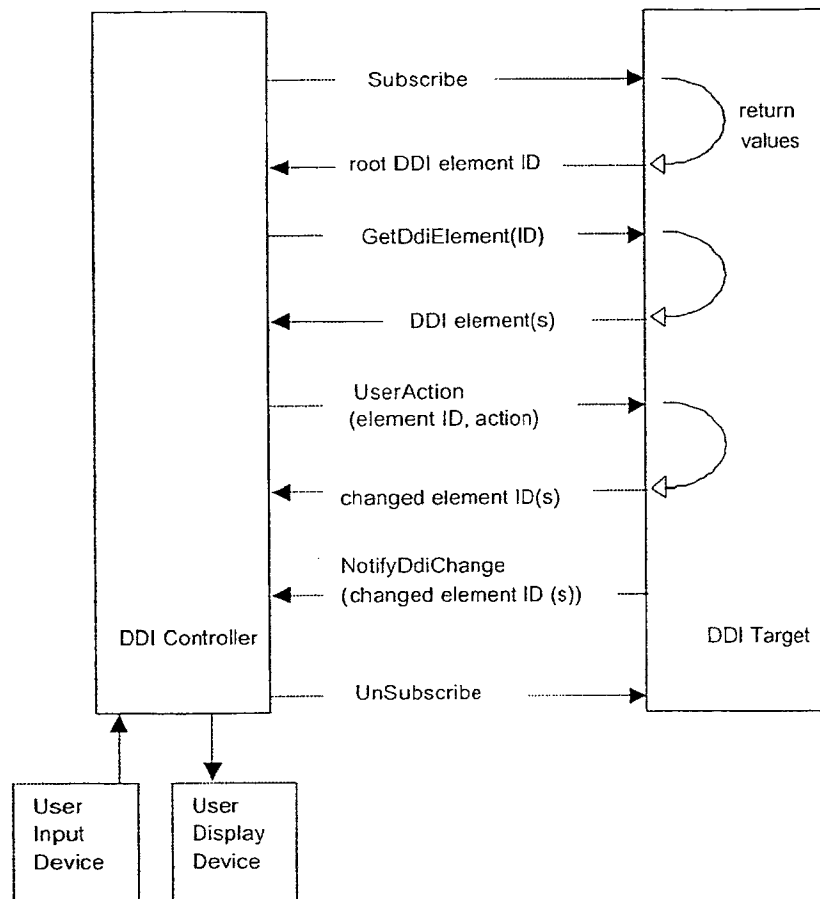 Subscribe
return
values
root DDI element ID
GetDdiElement(ID)
DDI element(s)
UserAction
(element ID, action)
changed element ID(s)
NotifyDdiChange
(changed element ID (s))
DDI Controller
DDI Target
UnSubscribe
User
Input
Device
User
Display
Device